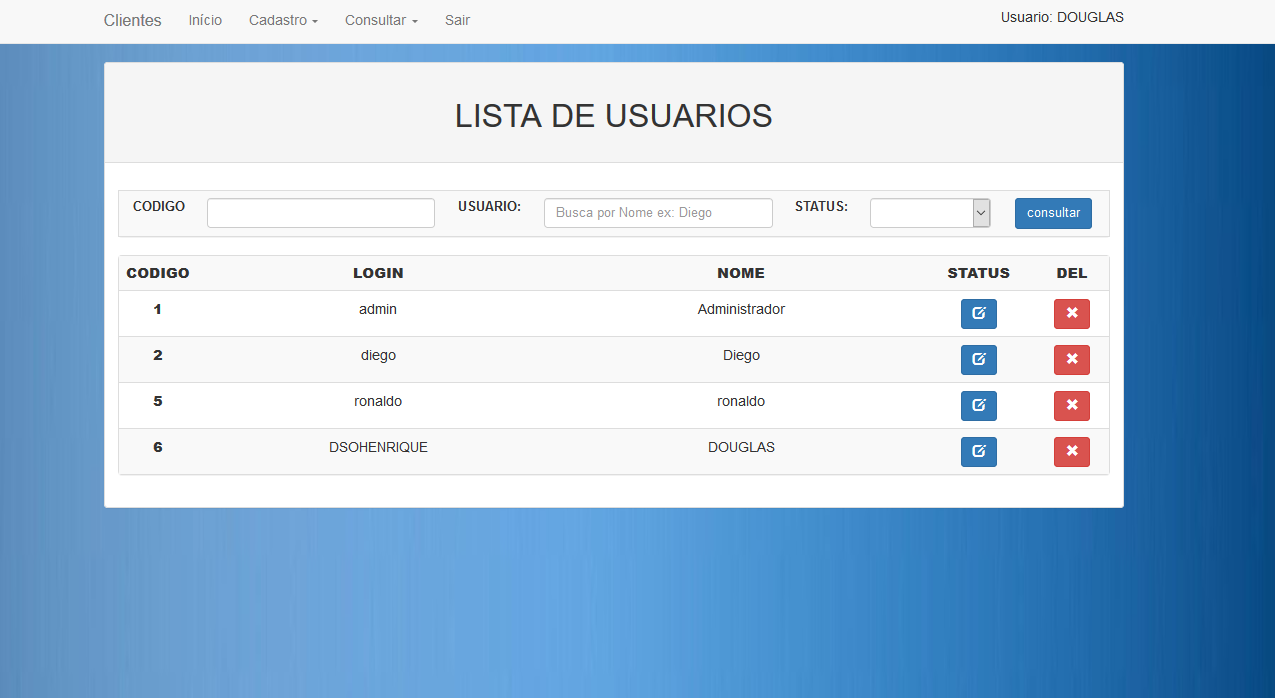 Clientes Início Cadastro Consultar Sair Usuario: DOUGLAS
LISTA DE USUARIOS
CODIGO USUARIO: Busca por Nome ex: Diego STATUS: consultar
CODIGO LOGIN NOME STATUS DEL
1 admin Administrador
2 diego Diego
5 ronaldo ronaldo
6 DSOHENRIQUE DOUGLAS